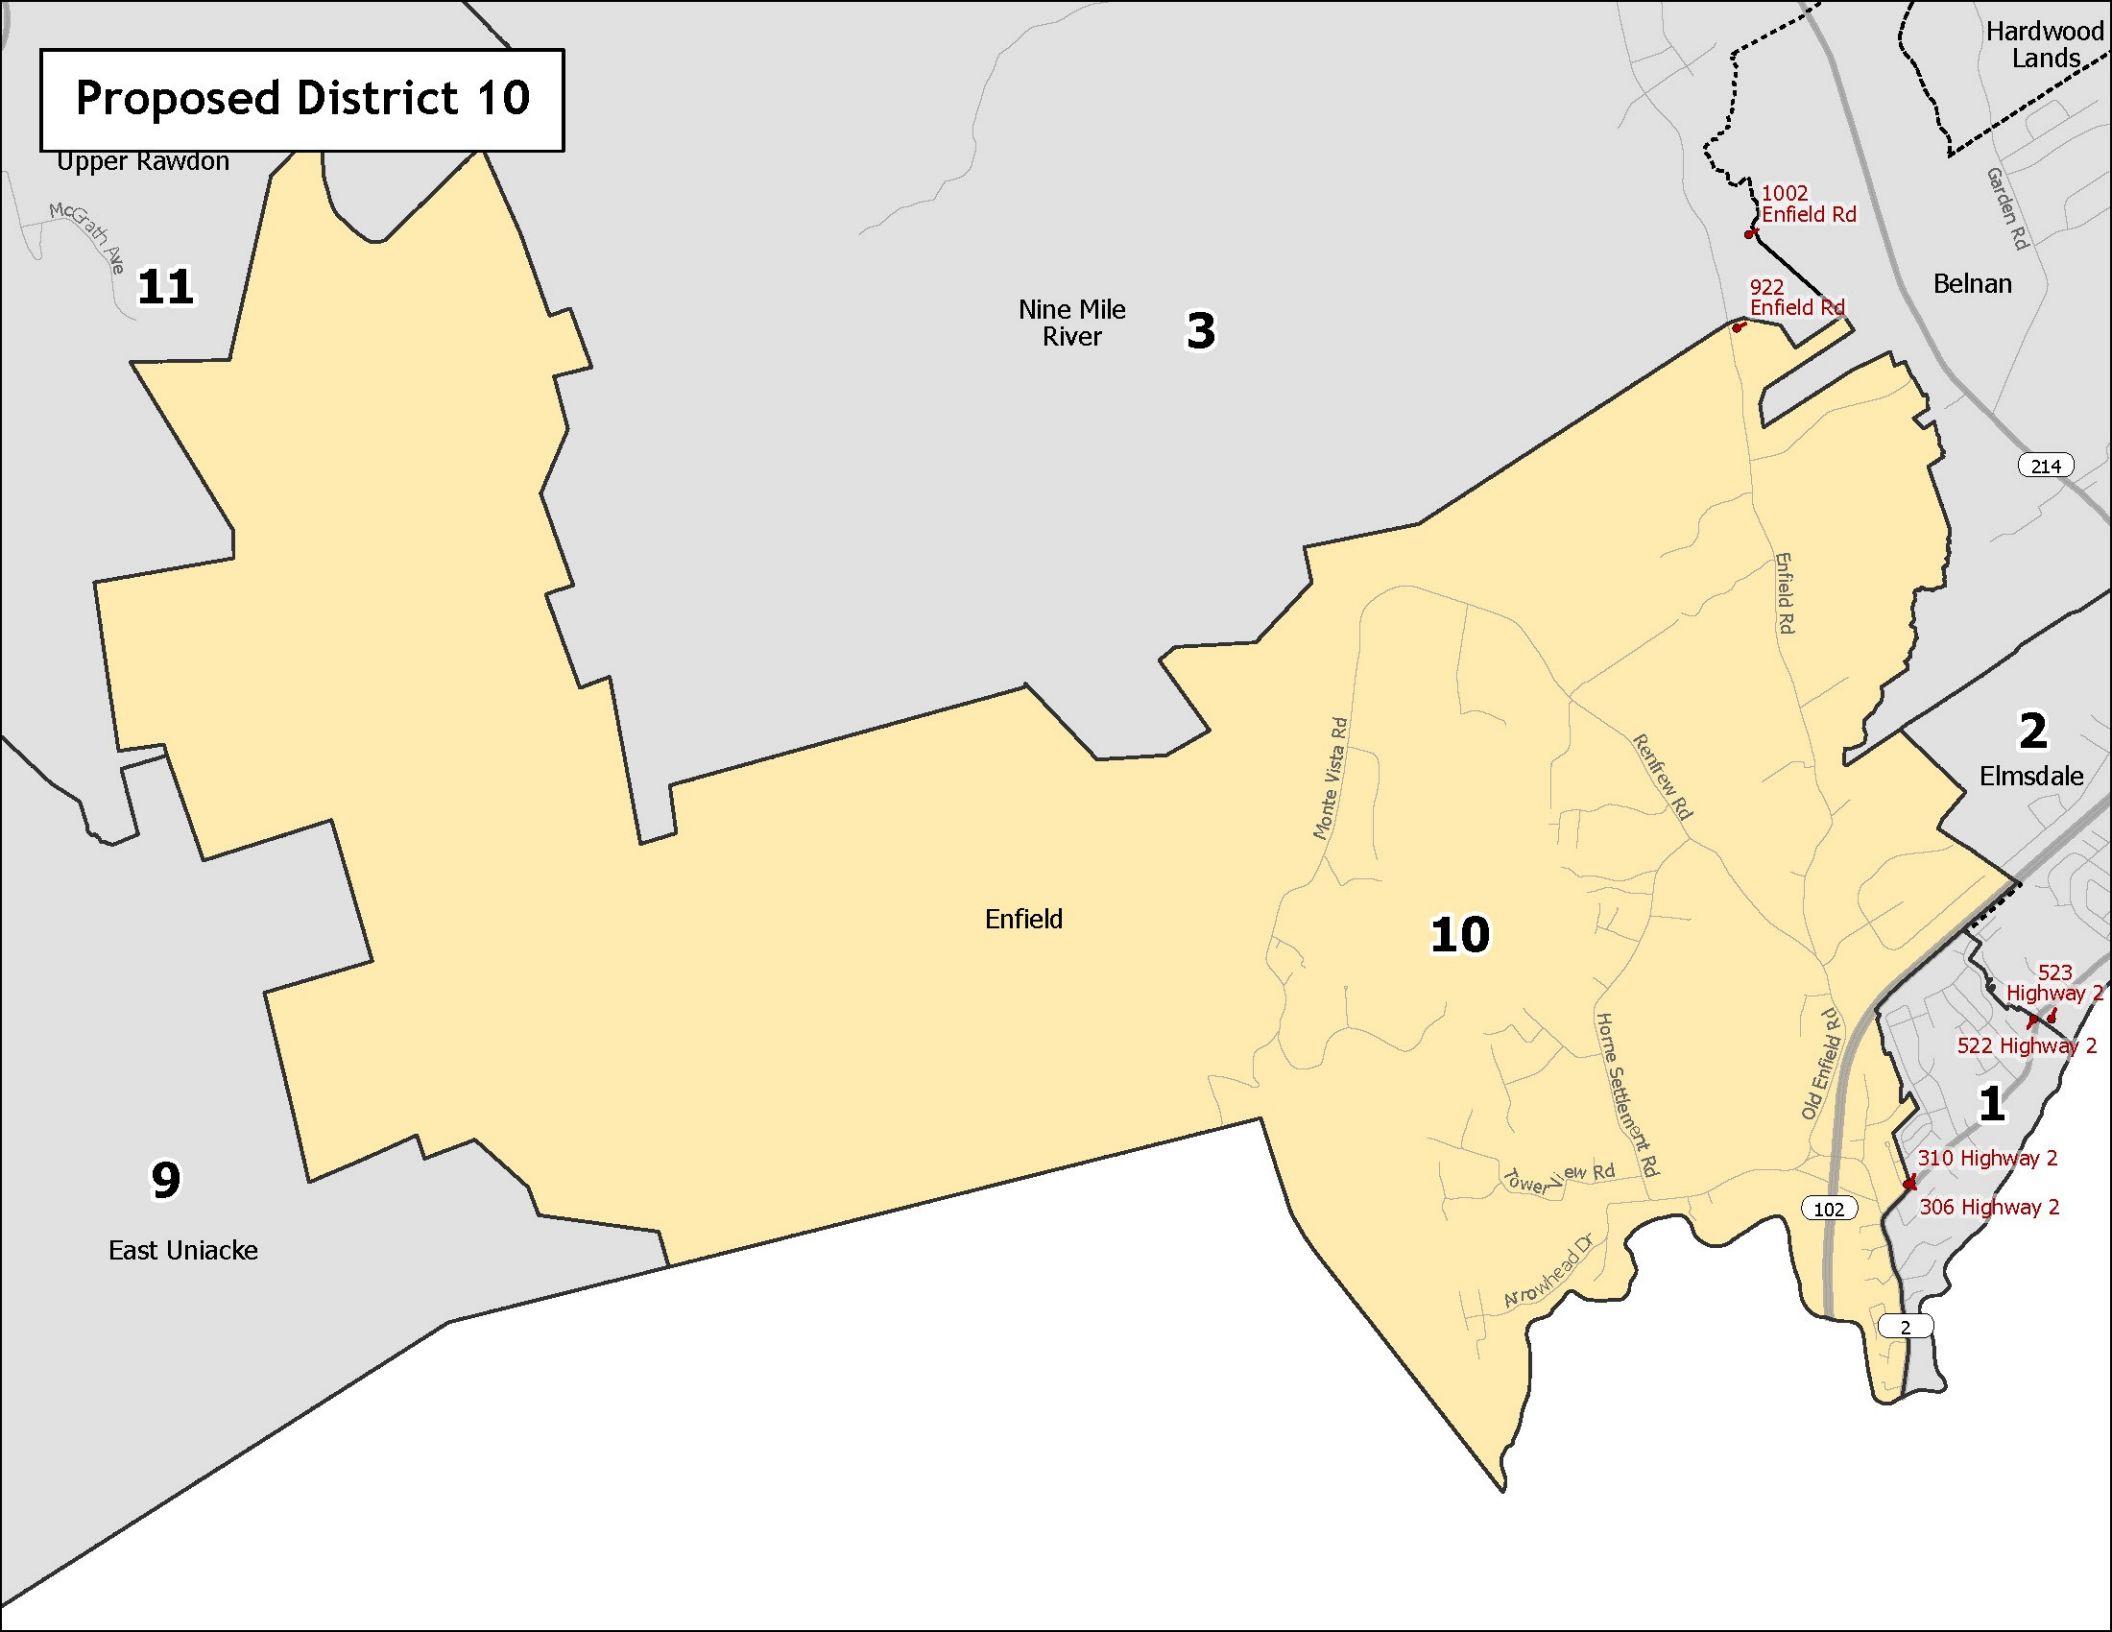 Proposed District 10
Hardwood
Lands
Upper Rawdon
McGrath Ave
11
1002
Enfield Rd
Garden Rd
Belnan
922
Enfield Rd
Nine Mile
River
3
214
Enfield Rd
2
Elmsdale
Monte Vista Rd
Renfrew Rd
Enfield
10
523
Highway 2
522 Highway 2
Horne Settlement Rd
Old Enfield Rd
1
310 Highway 2
306 Highway 2
Tower View Rd
102
9
East Uniacke
Arrowhead Dr
2